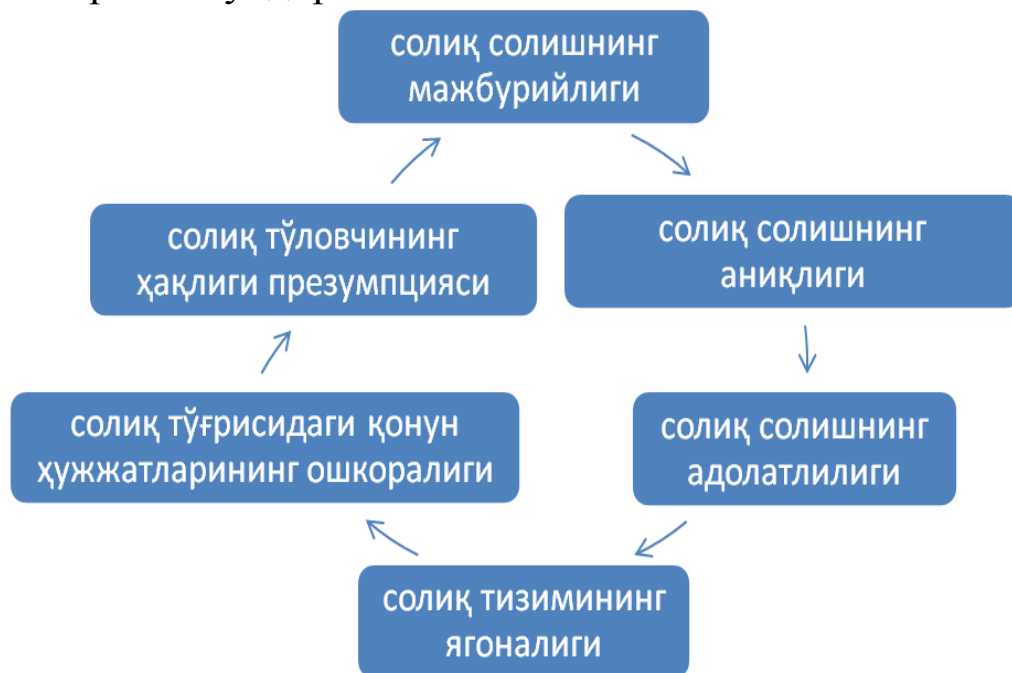 солиқ солишнинг
мажбурийлиги
солиқ солишнинг
аниқлиги
солиқ солишнинг
адолатлилиги
солиқ тизимининг
ягоналиги
солиқ тўғрисидаги қонун
ҳужжатларининг ошкоралиги
солиқ тўловчининг
ҳақлиги презумпцияси